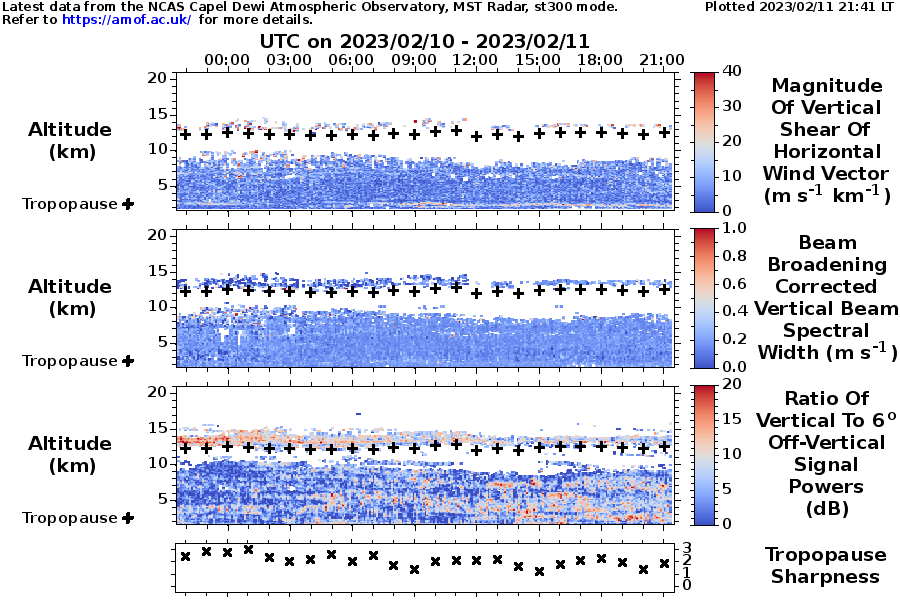 Latest data from the NCAS Capel Dewi Atmospheric Observatory, MST Radar, st300 mode.
Plotted 2023/02/11 21:41 LT
Refer to https://amof.ac.uk/ for more details.
UTC on 2023/02/10 - 2023/02/11
00:00 03:00 06:00 09:00 12:00 15:00 18:00 21:00
20
15
10
5
Altitude
(km)
Tropopause
40
30
20
10
0
Magnitude
Of Vertical
Shear Of
Horizontal
Wind Vector
(m s-1 km-1)
20
15
10
5
Altitude
(km)
Tropopause
1.0
0.8
0.6
0.4
0.2
0.0
Beam
Broadening
Corrected
Vertical Beam
Spectral
Width (m s-1)
20
15
10
5
Altitude
(km)
Tropopause
20
15
10
5
0
Ratio Of
Vertical To 6o
Off-Vertical
Signal
Powers
(dB)
3
2
1
0
Tropopause
Sharpness